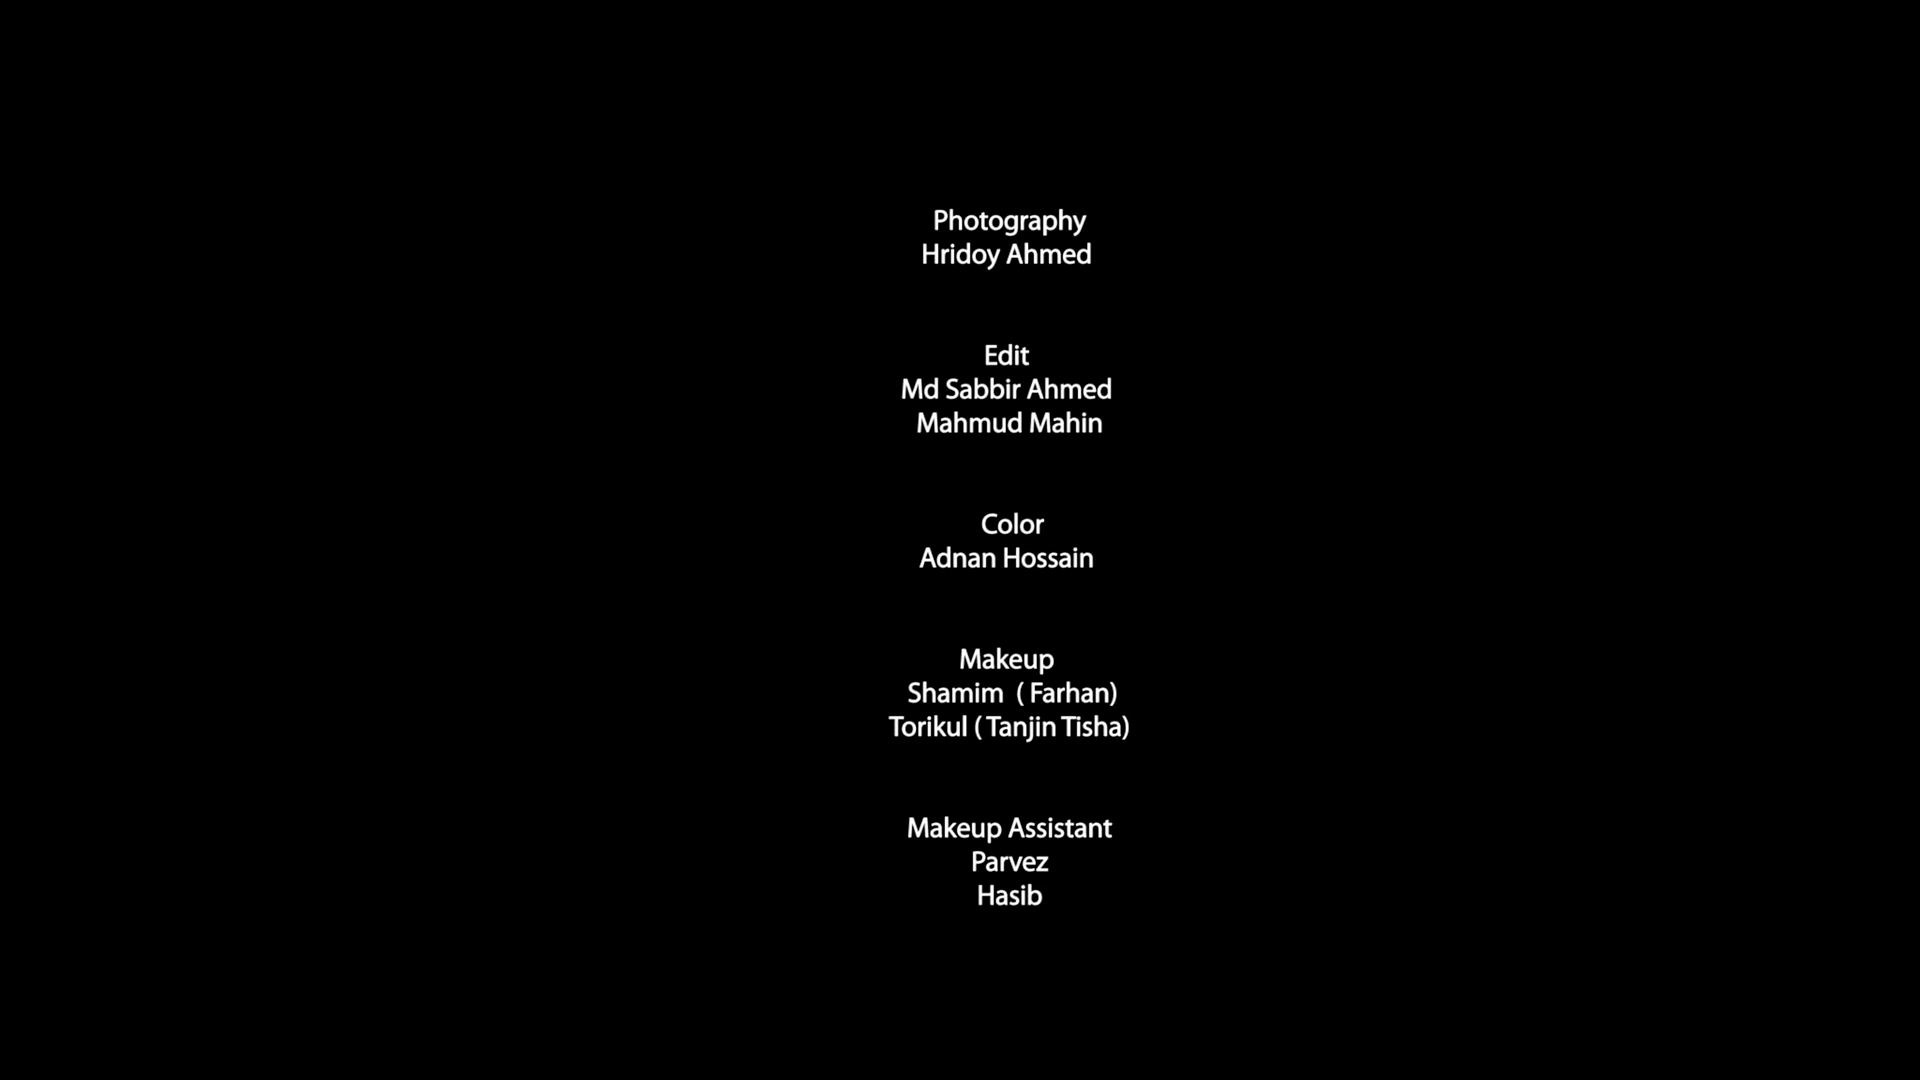 Photography
Hridoy Ahmed
Edit
Md Sabbir Ahmed
Mahmud Mahin
Color
Adnan Hossain
Makeup
Shamim  ( Farhan)
Torikul ( Tanjin Tisha)
Makeup Assistant
Parvez
Hasib